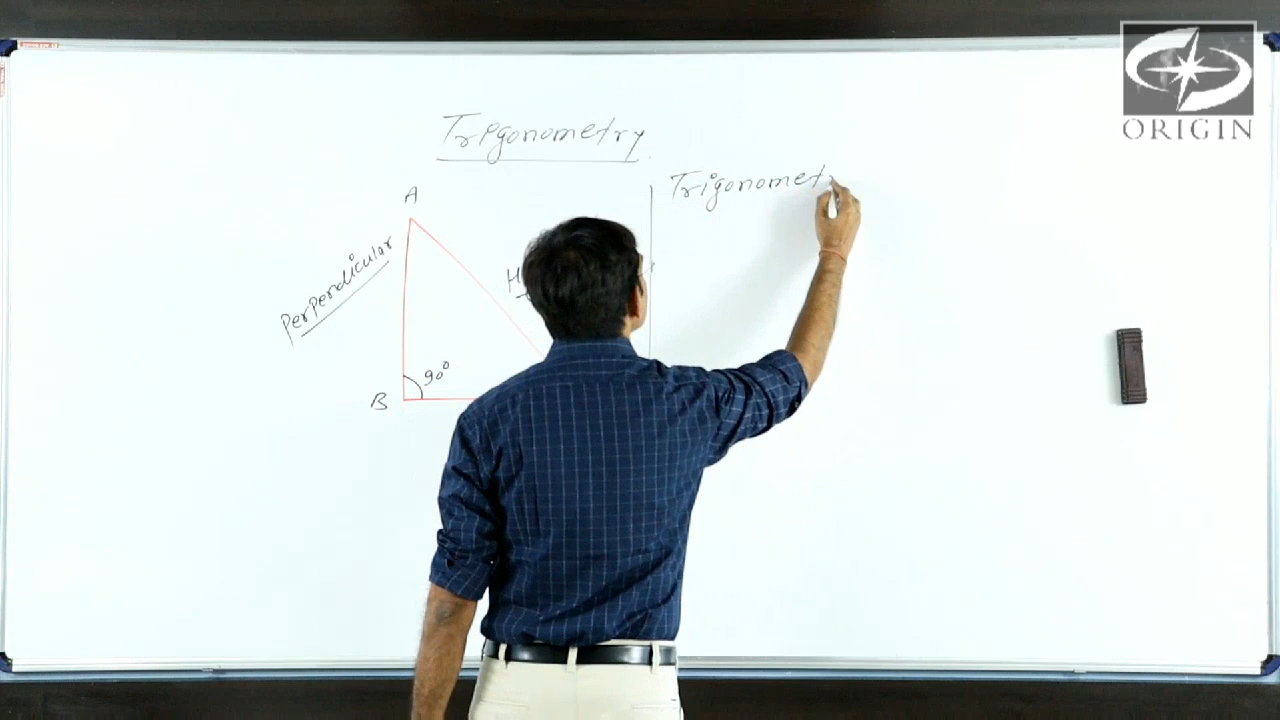 Trigonometry
Trigonomet
A
Perpendicular
H
90°
B
ORIGIN